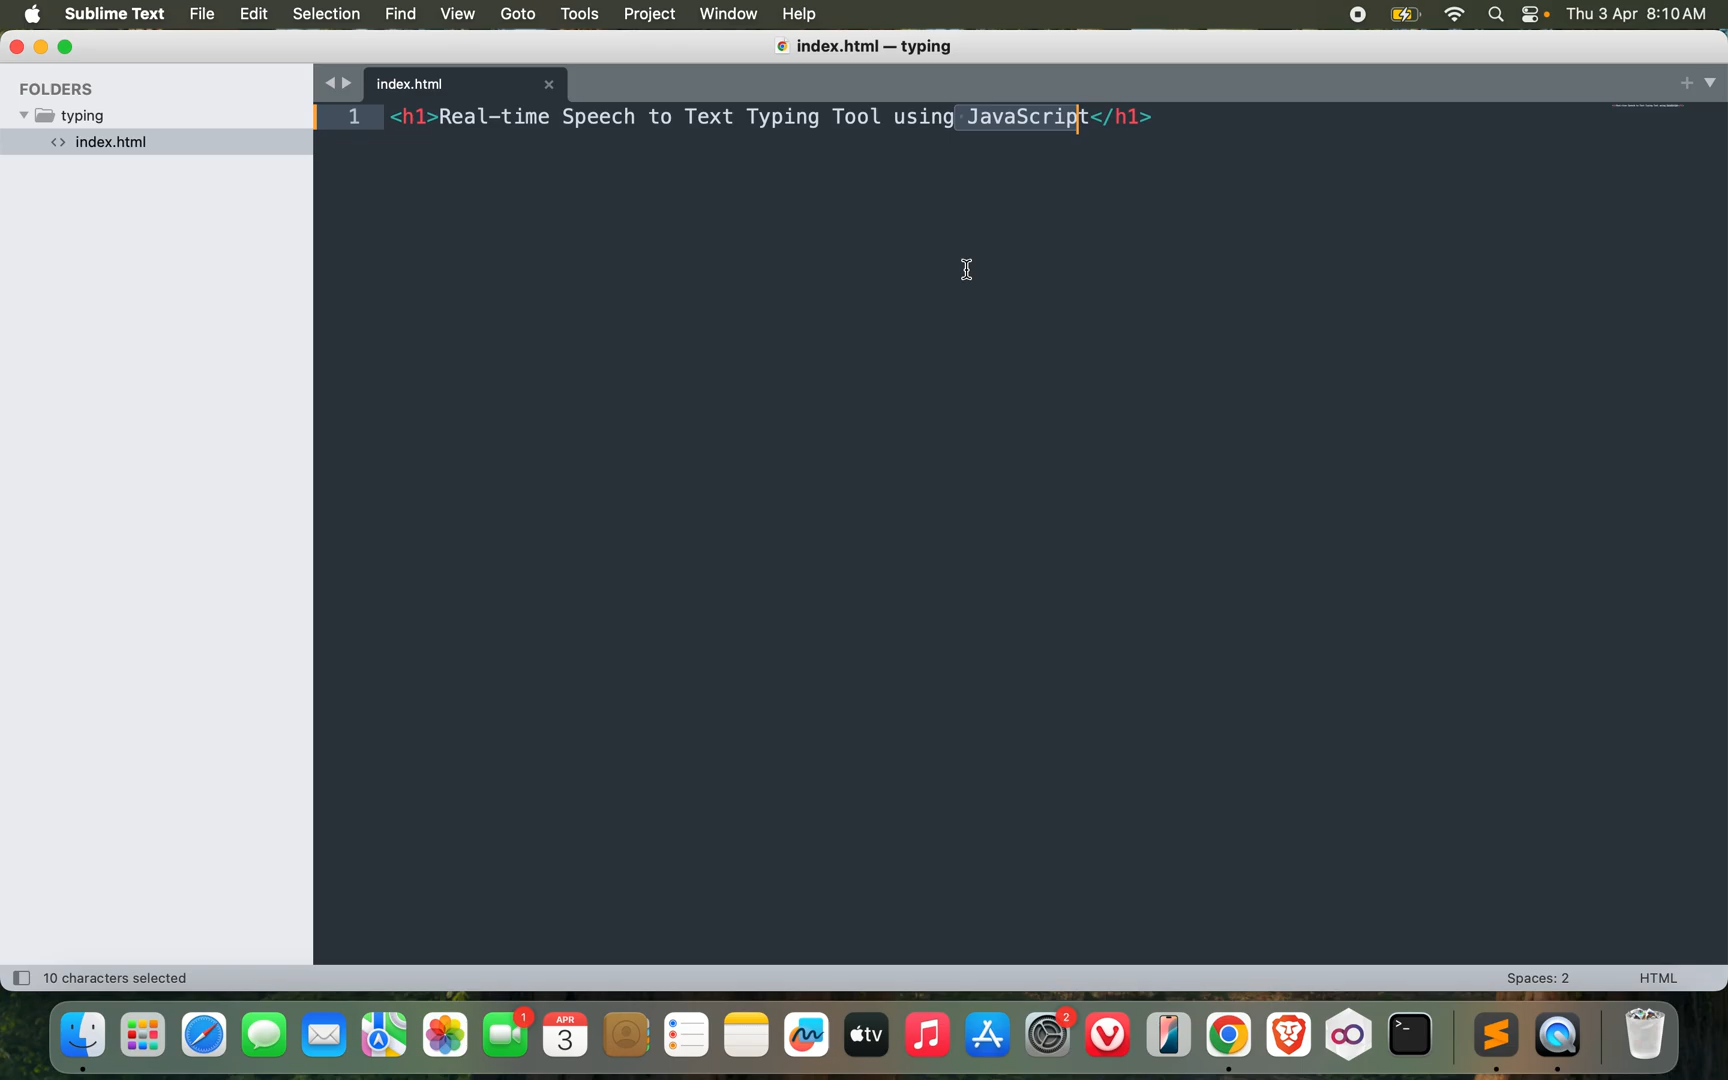 Sublime Text File Edit Selection Find View Goto Tools Project Window Help Thu 3 Apr 8:10 AM
index.html — typing
FOLDERS
typing
index.html
index.html
1 <h1>Real-time Speech to Text Typing Tool using JavaScript</h1>
10 characters selected
Spaces: 2
HTML
1
APR
3
tv
2